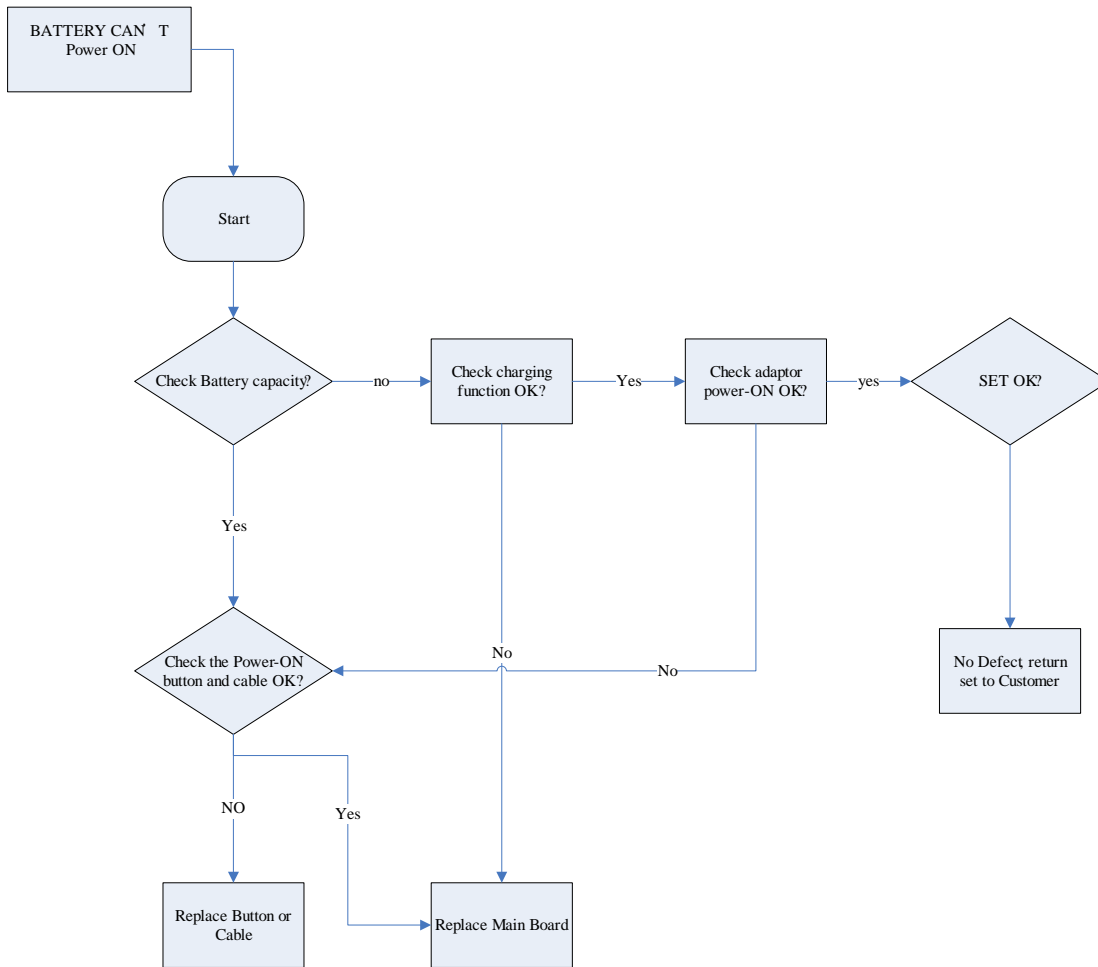 BATTERY CAN'T
Power ON
Start
Check Battery capacity?
no
Check charging
function OK?
Yes
Check adaptor
power-ON OK?
yes
SET OK?
Yes
Check the Power-ON
button and cable OK?
No
No
No Defect, return
set to Customer
NO
Yes
Replace Button or
Cable
Replace Main Board